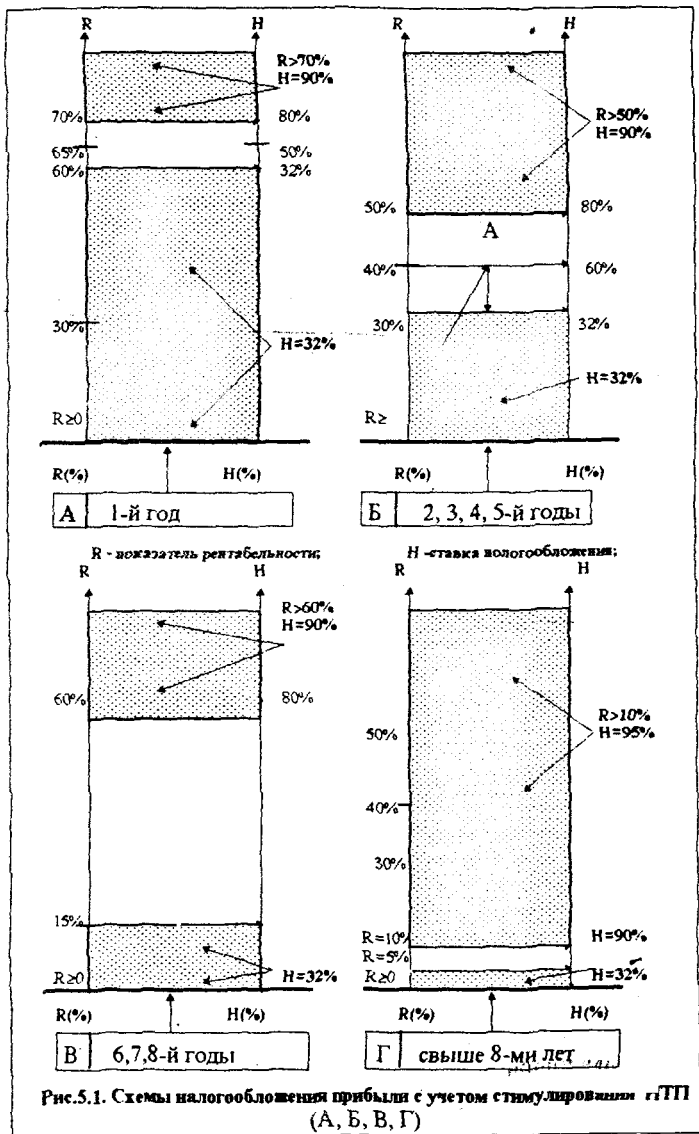 R H
R>70%
H=90%
70% 80%
65% 50%
60% 32%
30%
H=32%
R≥0
R(%) H(%)
А 1-й год
R H
R>50%
H=90%
50% 80%
А
40% 60%
30% 32%
H=32%
R≥
R(%) H(%)
Б 2, 3, 4, 5-й годы
R - показатель рентабельности; H -ставка нологообложения;
R H
R>60%
H=90%
60% 80%
15%
R≥0 H=32%
R(%) H(%)
В 6,7,8-й годы
R H
R>10%
H=95%
50%
40%
30%
R=10% H=90%
R=5%
R≥0 H=32%
R(%) H(%)
Г свыше 8-ми лет
Рис.5.1. Схемы налогообложения прибыли с учетом стимулирования
(А, Б, В, Г)